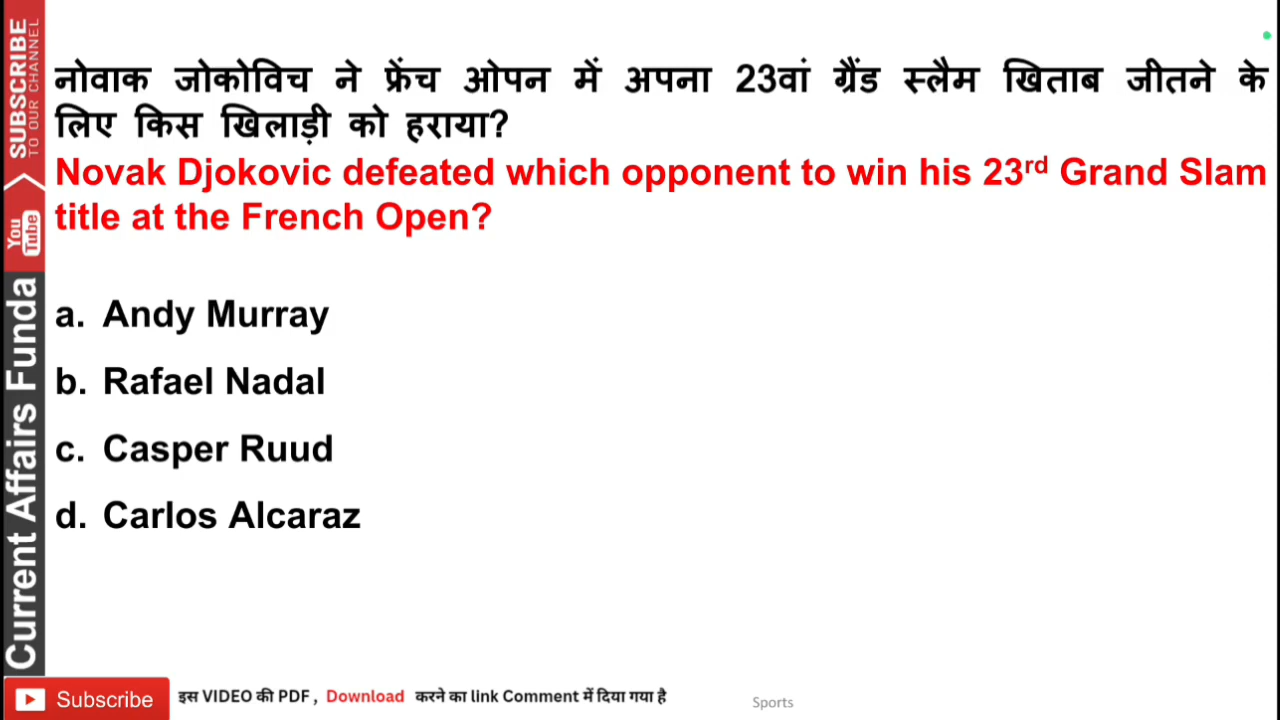 नोवाक जोकोविच ने फ्रेंच ओपन में अपना 23वां ग्रैंड स्लैम खिताब जीतने के
लिए किस खिलाड़ी को हराया?
Novak Djokovic defeated which opponent to win his 23rd Grand Slam
title at the French Open?
a. Andy Murray
b. Rafael Nadal
c. Casper Ruud
d. Carlos Alcaraz
SUBSCRIBE
TO OUR CHANNEL
You
Tube
Current Affairs Funda
Subscribe
इस VIDEO की PDF , Download करने का link Comment में दिया गया है
Sports